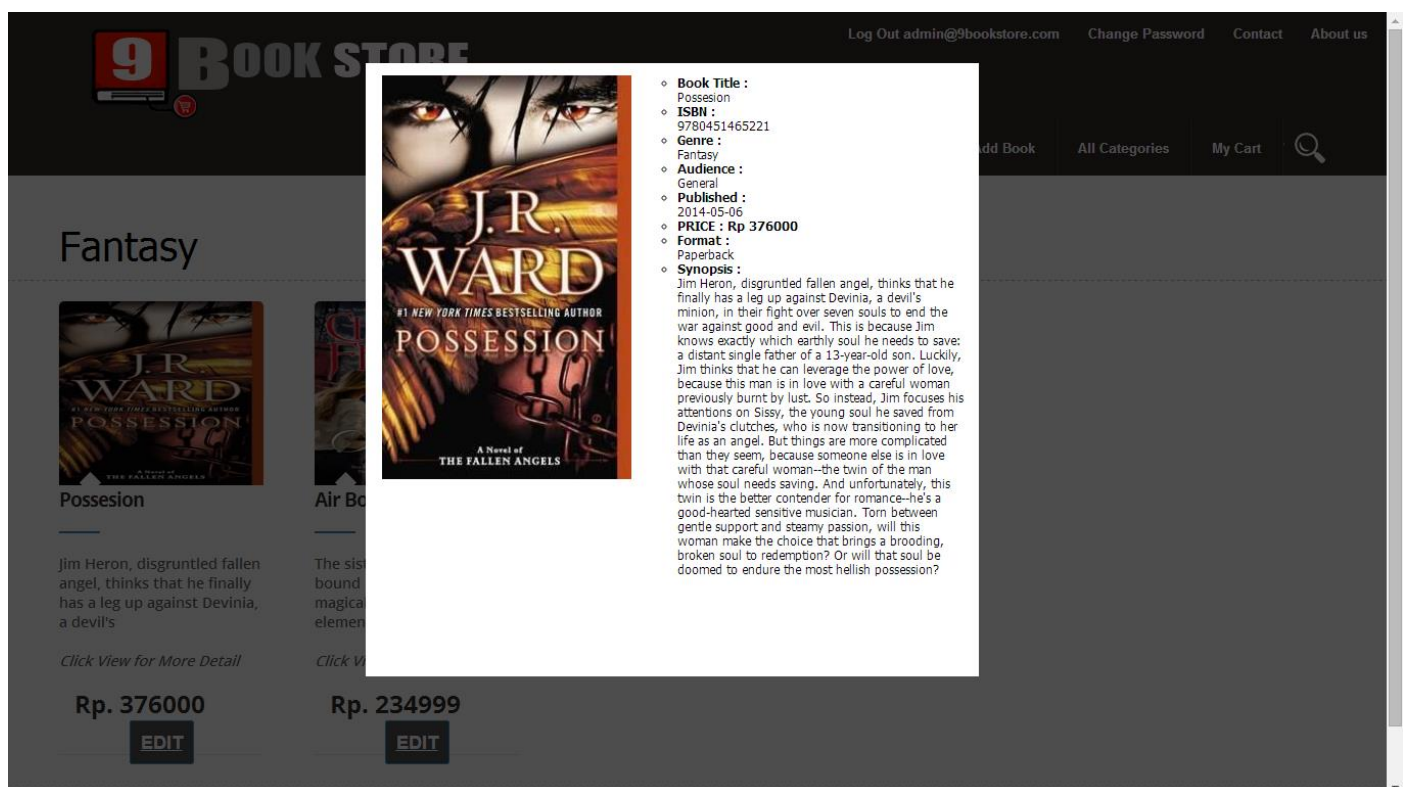 9 BOOK STORE
Log Out admin@9bookstore.com Change Password Contact About us
Add Book All Categories My Cart
Fantasy
J.R.
WARD
#1 NEW YORK TIMES BESTSELLING AUTHOR
POSSESSION
A Novel of
THE FALLEN ANGELS
Possesion
Jim Heron, disgruntled fallen
angel, thinks that he finally
has a leg up against Devinia,
a devil's
Click View for More Detail
Rp. 376000
EDIT
Air Bo
The sis
bound
magica
elemen
Click Vi
Rp. 234999
EDIT
J.R.
WARD
#1 NEW YORK TIMES BESTSELLING AUTHOR
POSSESSION
A Novel of
THE FALLEN ANGELS
Book Title :
Possesion
ISBN :
9780451465221
Genre :
Fantasy
Audience :
General
Published :
2014-05-06
PRICE : Rp 376000
Format :
Paperback
Synopsis :
Jim Heron, disgruntled fallen angel, thinks that he
finally has a leg up against Devinia, a devil's
minion, in their fight over seven souls to end the
war against good and evil. This is because Jim
knows exactly which earthly soul he needs to save:
a distant single father of a 13-year-old son. Luckily,
Jim thinks that he can leverage the power of love,
because this man is in love with a careful woman
previously burnt by lust. So instead, Jim focuses his
attentions on Sissy, the young soul he saved from
Devinia's clutches, who is now transitioning to her
life as an angel. But things are more complicated
than they seem, because someone else is in love
with that careful woman--the twin of the man
whose soul needs saving. And unfortunately, this
twin is the better contender for romance--he's a
good-hearted sensitive musician. Torn between
gentle support and steamy passion, will this
woman make the choice that brings a brooding,
broken soul to redemption? Or will that soul be
doomed to endure the most hellish possession?